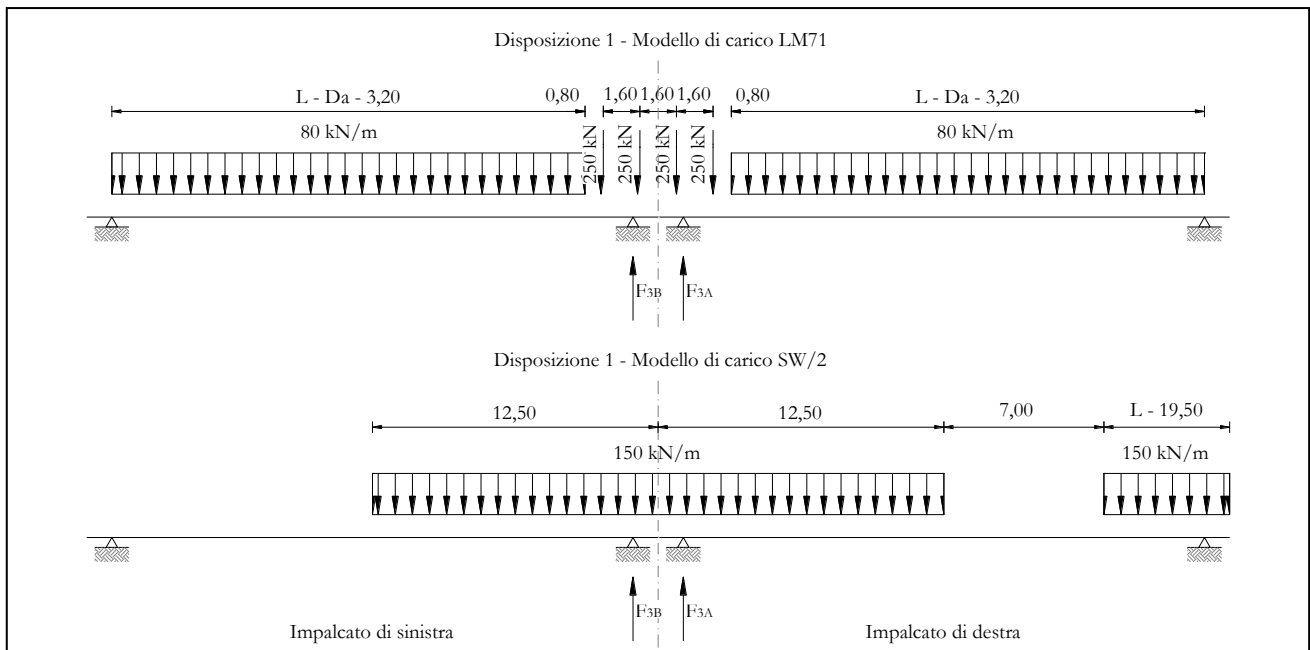 Disposizione 1 - Modello di carico LM71
L - Da - 3,20
0,80
1,60
1,60
1,60
0,80
L - Da - 3,20
80 kN/m
250 kN
250 kN
250 kN
250 kN
80 kN/m
F3B
F3A
Disposizione 1 - Modello di carico SW/2
12,50
12,50
7,00
L - 19,50
150 kN/m
150 kN/m
F3B
F3A
Impalcato di sinistra
Impalcato di destra